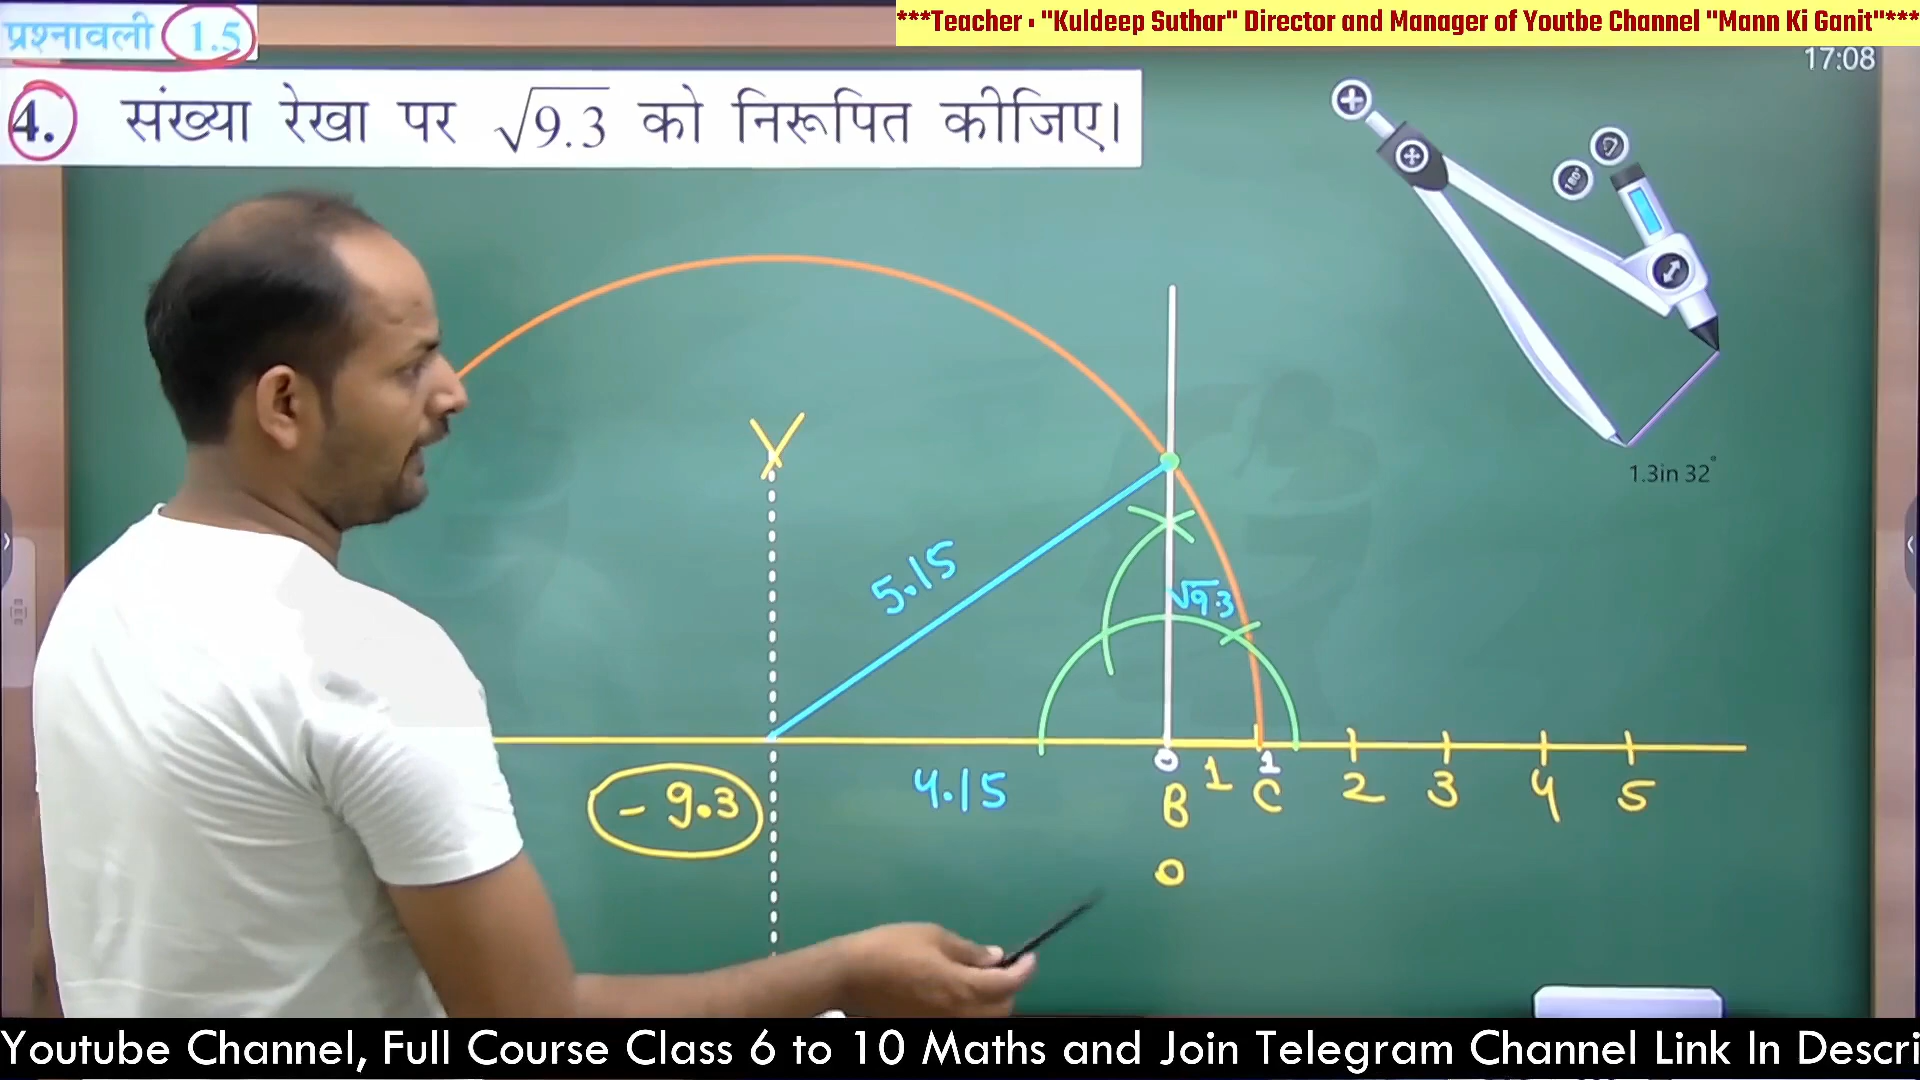 ***Teacher : "Kuldeep Suthar" Director and Manager of Youtbe Channel "Mann Ki Ganit"***
प्रश्नावली 1.5
17:08
4. संख्या रेखा पर √9.3 को निरूपित कीजिए।
1.3in 32°
5.15
√9.3
- 9.3
4.15
0 1 1 2 3 4 5
B C
0
Youtube Channel, Full Course Class 6 to 10 Maths and Join Telegram Channel Link In Descri